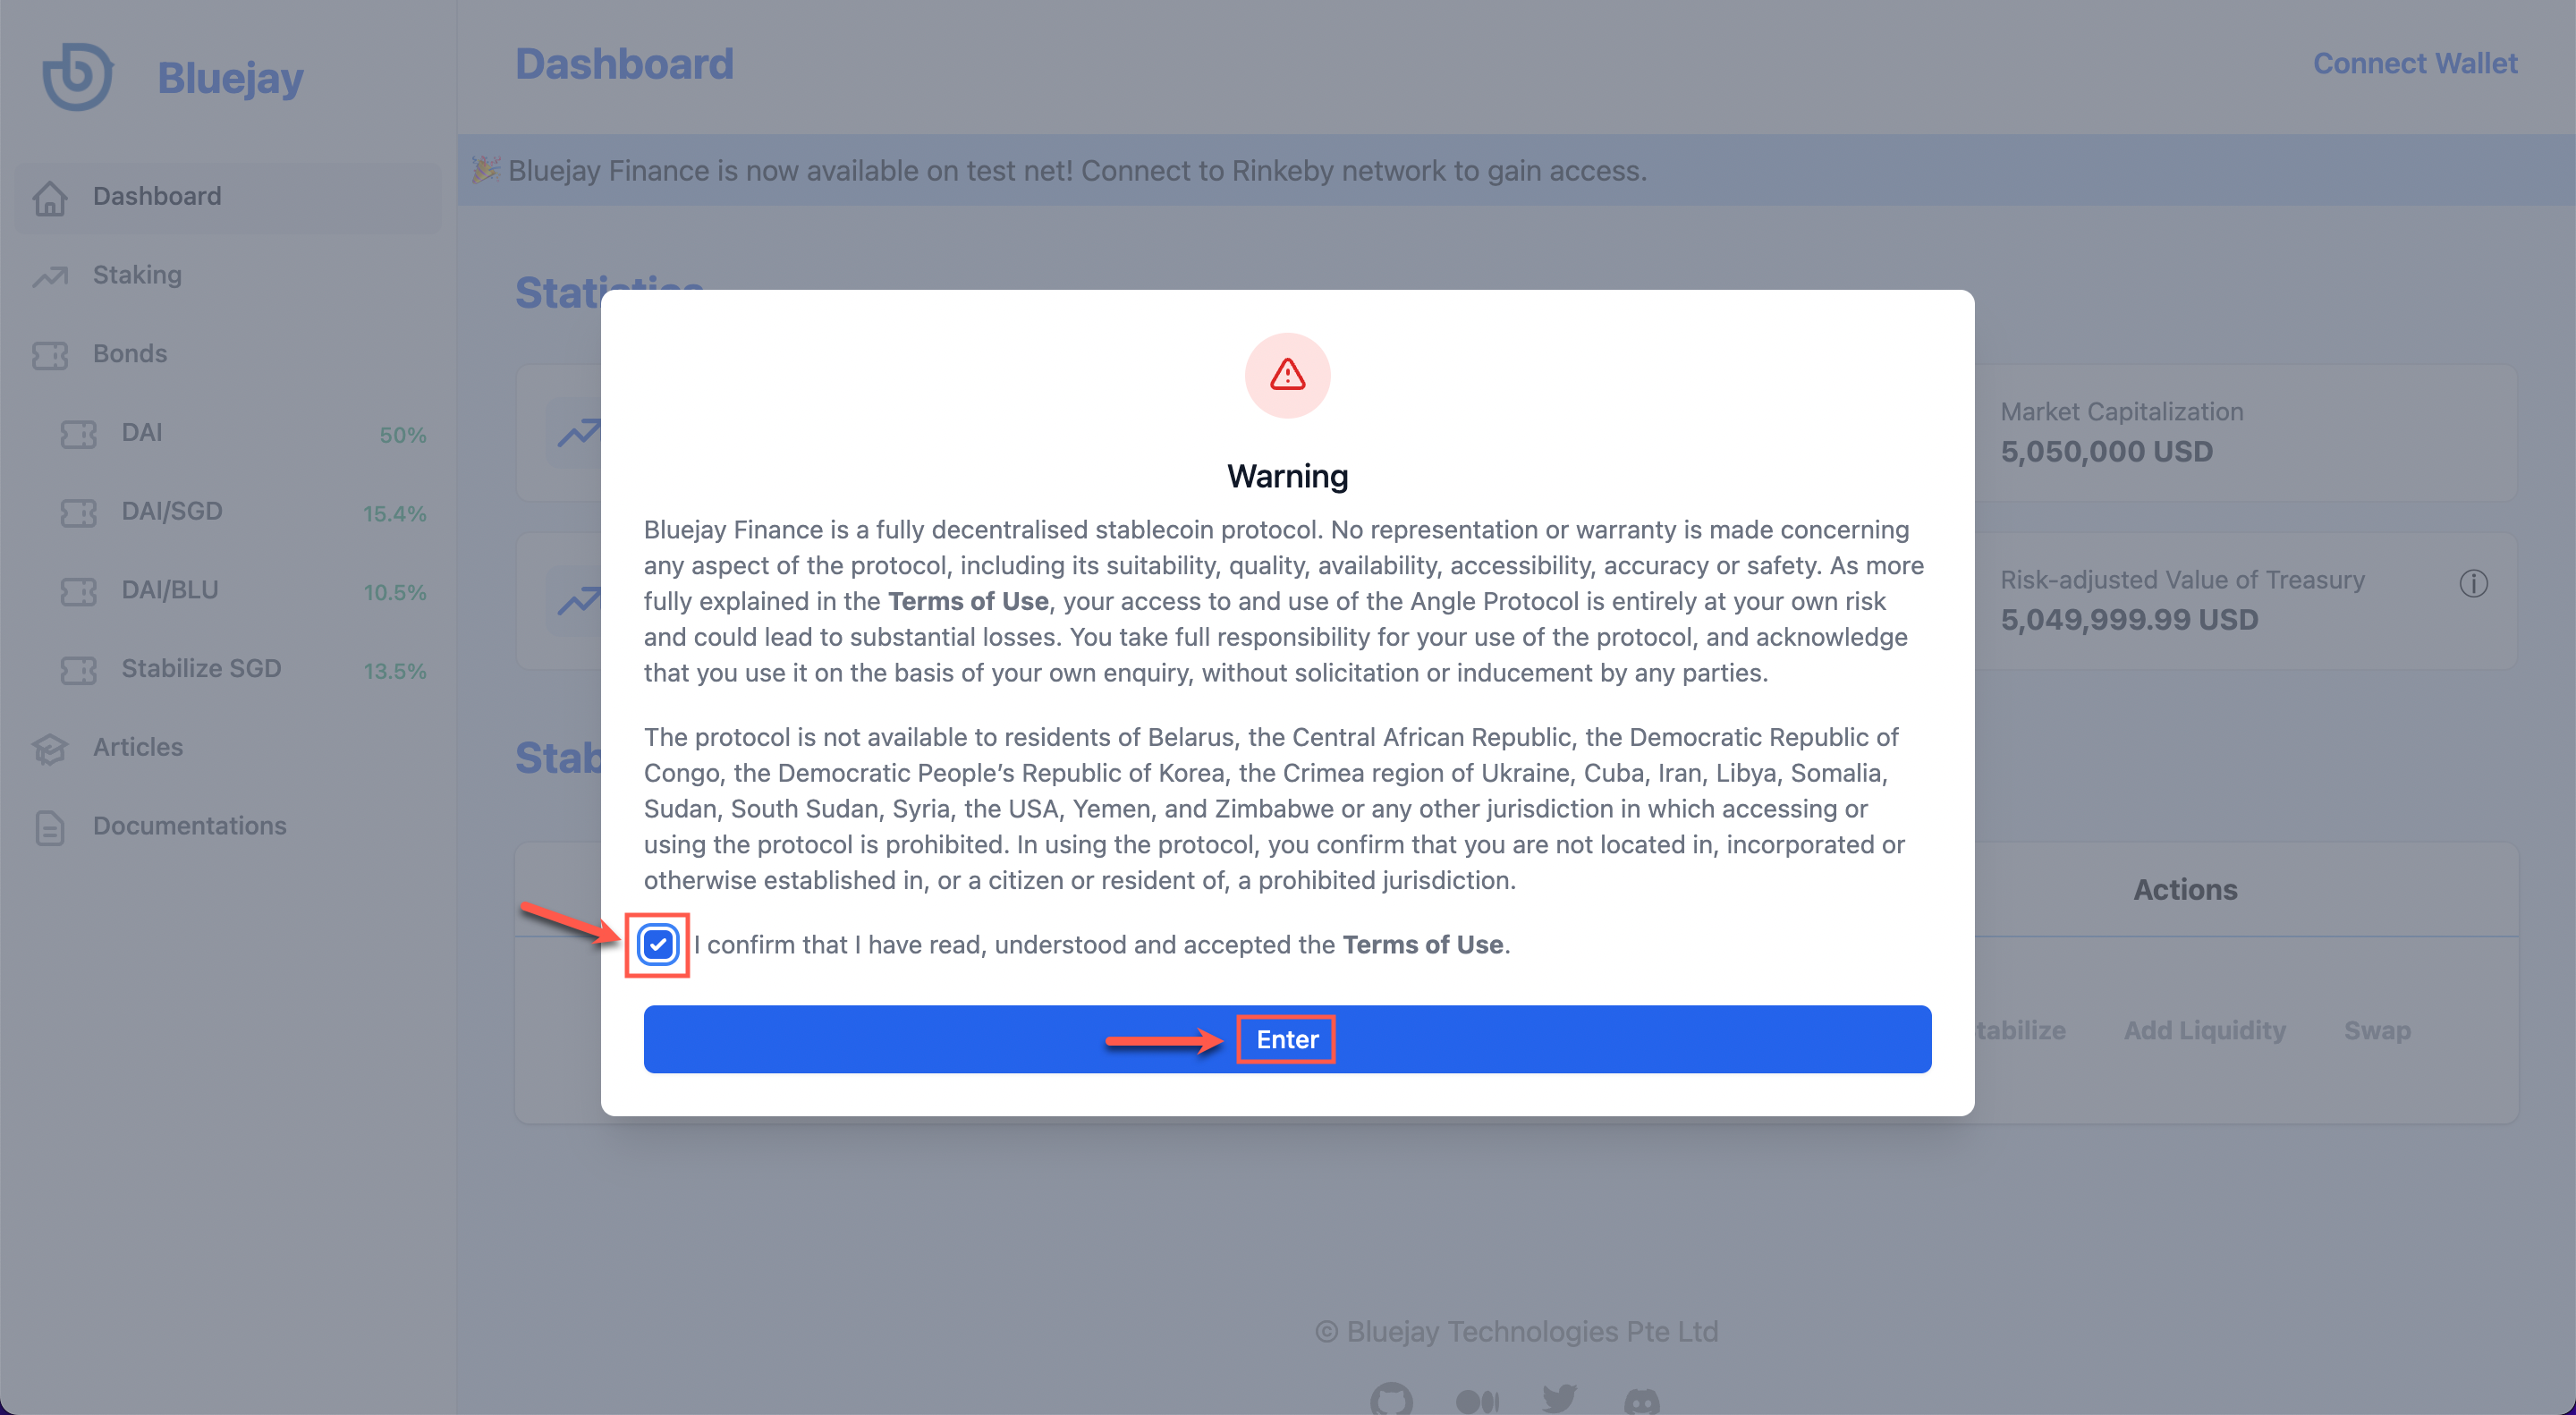 Bluejay
Dashboard
Connect Wallet
🎉 Bluejay Finance is now available on test net! Connect to Rinkeby network to gain access.
Dashboard
Staking
Bonds
DAI 50%
DAI/SGD 15.4%
DAI/BLU 10.5%
Stabilize SGD 13.5%
Articles
Documentations
Statistics
Market Capitalization
5,050,000 USD
Risk-adjusted Value of Treasury
5,049,999.99 USD
Stab
Actions
tabilize Add Liquidity Swap
Warning
Bluejay Finance is a fully decentralised stablecoin protocol. No representation or warranty is made concerning
any aspect of the protocol, including its suitability, quality, availability, accessibility, accuracy or safety. As more
fully explained in the Terms of Use, your access to and use of the Angle Protocol is entirely at your own risk
and could lead to substantial losses. You take full responsibility for your use of the protocol, and acknowledge
that you use it on the basis of your own enquiry, without solicitation or inducement by any parties.
The protocol is not available to residents of Belarus, the Central African Republic, the Democratic Republic of
Congo, the Democratic People’s Republic of Korea, the Crimea region of Ukraine, Cuba, Iran, Libya, Somalia,
Sudan, South Sudan, Syria, the USA, Yemen, and Zimbabwe or any other jurisdiction in which accessing or
using the protocol is prohibited. In using the protocol, you confirm that you are not located in, incorporated or
otherwise established in, or a citizen or resident of, a prohibited jurisdiction.
I confirm that I have read, understood and accepted the Terms of Use.
Enter
© Bluejay Technologies Pte Ltd